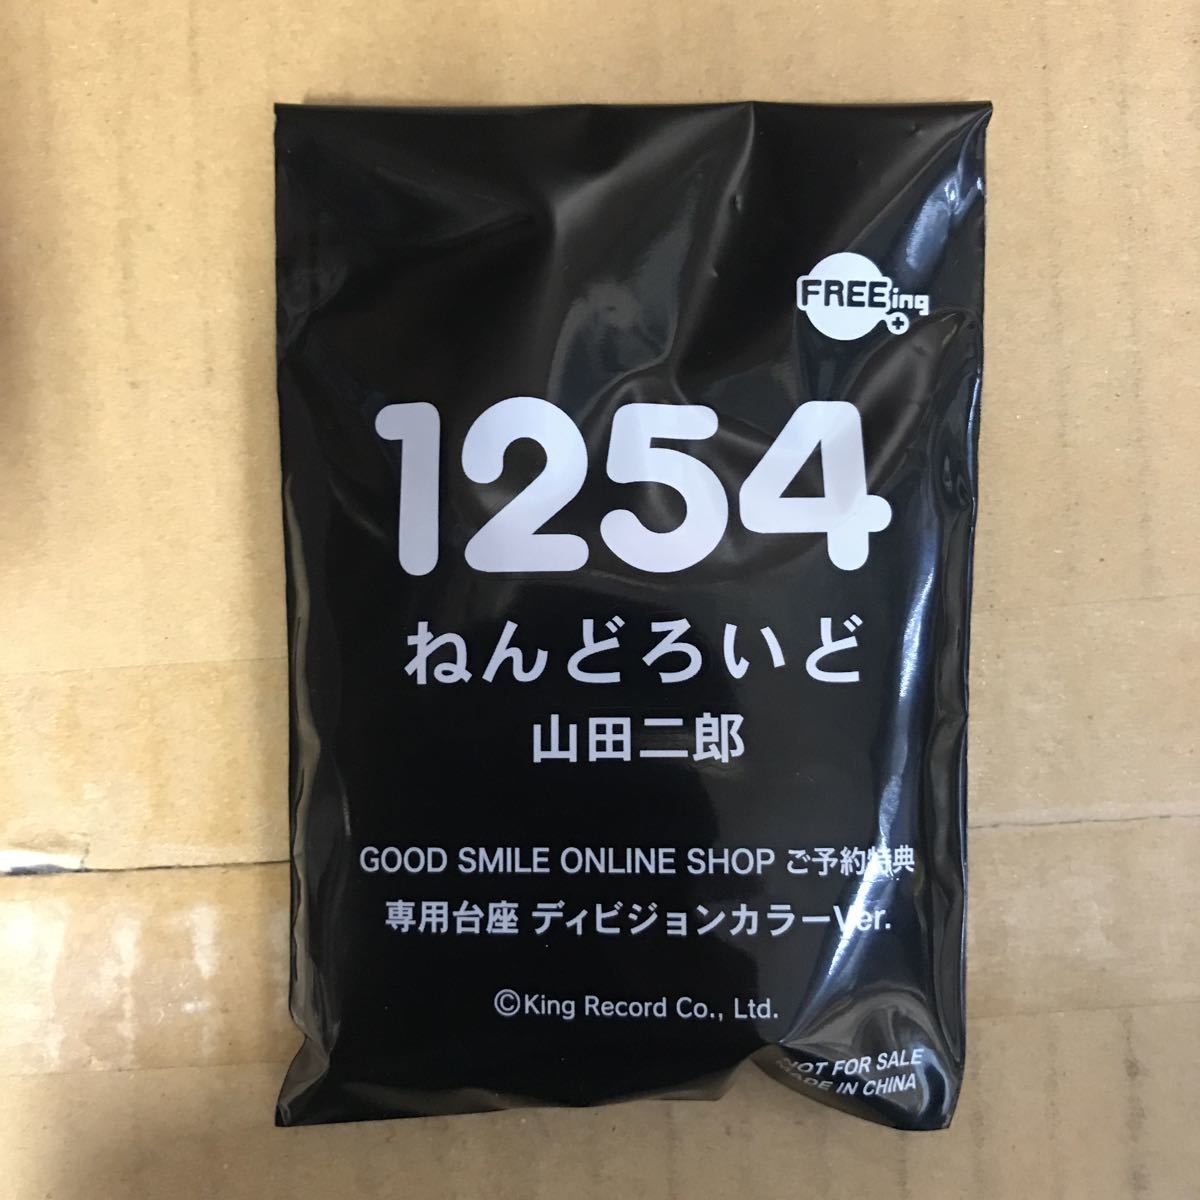 FREEing
1254
ねんどろいど
山田二郎
GOOD SMILE ONLINE SHOP ご予約特典
専用台座 ディビジョンカラーVer.
©King Record Co., Ltd.
NOT FOR SALE
MADE IN CHINA